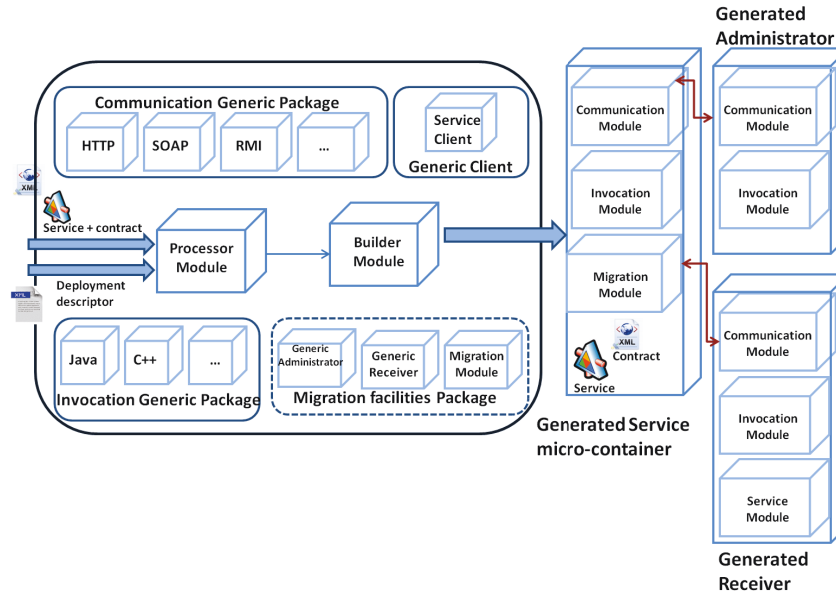 Generated
Administrator
Communication Generic Package
HTTP
SOAP
RMI
...
Service
Client
Generic Client
Communication
Module
Communication
Module
Invocation
Module
Invocation
Module
XML
Service + contract
Processor
Module
Builder
Module
Migration
Module
Deployment
descriptor
XML
Java
C++
...
Invocation Generic Package
Generic
Administrator
Generic
Receiver
Migration
Module
Migration facilities Package
XML
Contract
Service
Communication
Module
Generated Service
micro-container
Invocation
Module
Service
Module
Generated
Receiver